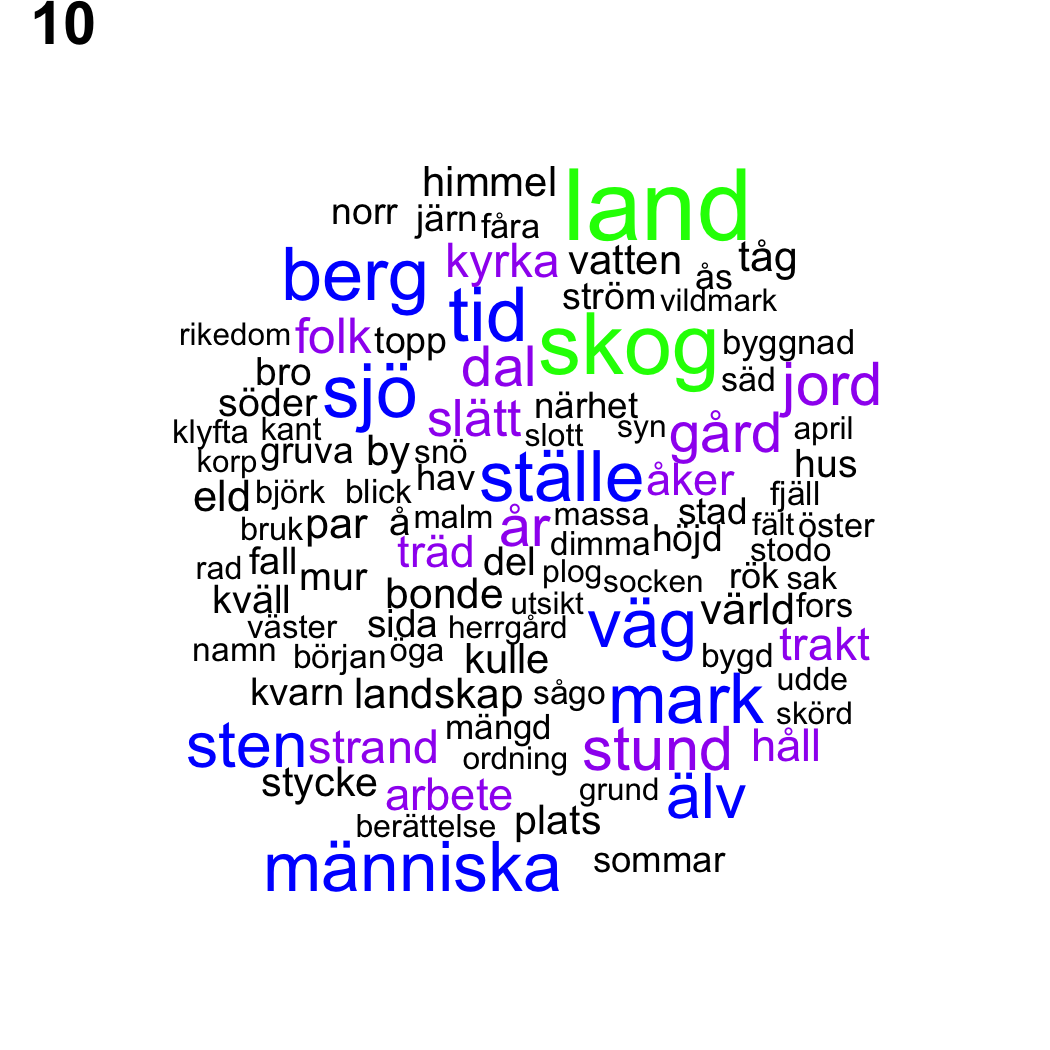 10
himmel land
norr järn fåra
berg kyrka vatten ås tåg
tid ström vildmark
rikedom folk topp skog byggnad
bro sjö dal säd jord
söder slätt närhet
klyfta kant slott syn gård april
korp gruva by snö hus
eld björk blick hav ställe åker fjäll
bruk par å malm år massa stad fält öster
träd dimma höjd stodo
rad fall mur del plog socken rök sak
kväll bonde utsikt väg värld fors
väster sida herrgård
namn början öga kulle bygd trakt
kvarn landskap sågo mark udde
skörd
sten strand mängd stund håll
ordning
stycke arbete grund älv
berättelse plats
människa sommar